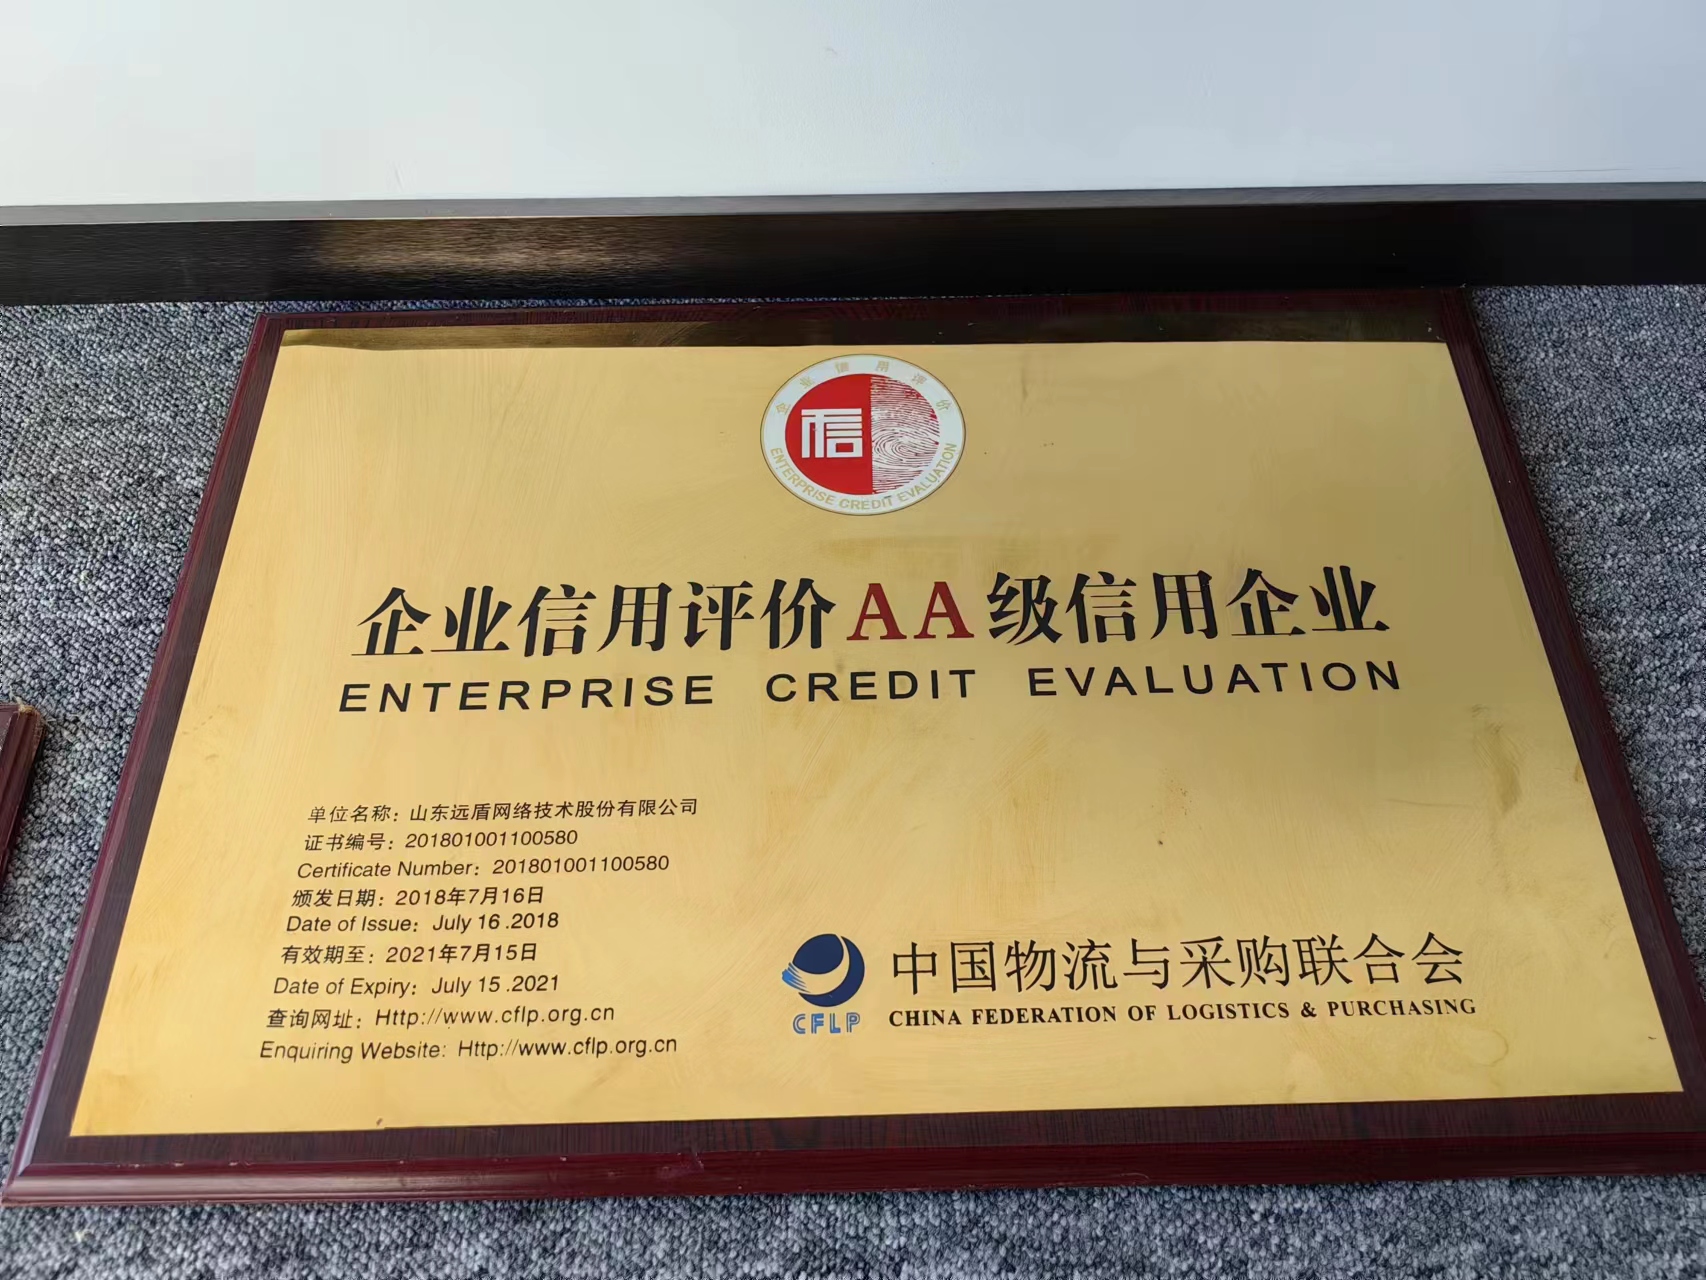 企业信用评价
信
ENTERPRISE CREDIT EVALUATION
企业信用评价AA级信用企业
ENTERPRISE CREDIT EVALUATION
单位名称：山东远盾网络技术股份有限公司
证书编号：201801001100580
Certificate Number：201801001100580
颁发日期：2018年7月16日
Date of Issue：July 16 .2018
有效期至：2021年7月15日
Date of Expiry：July 15 .2021
查询网址：Http://www.cflp.org.cn
Enquiring Website：Http://www.cflp.org.cn
中国物流与采购联合会
CFLP
CHINA FEDERATION OF LOGISTICS & PURCHASING